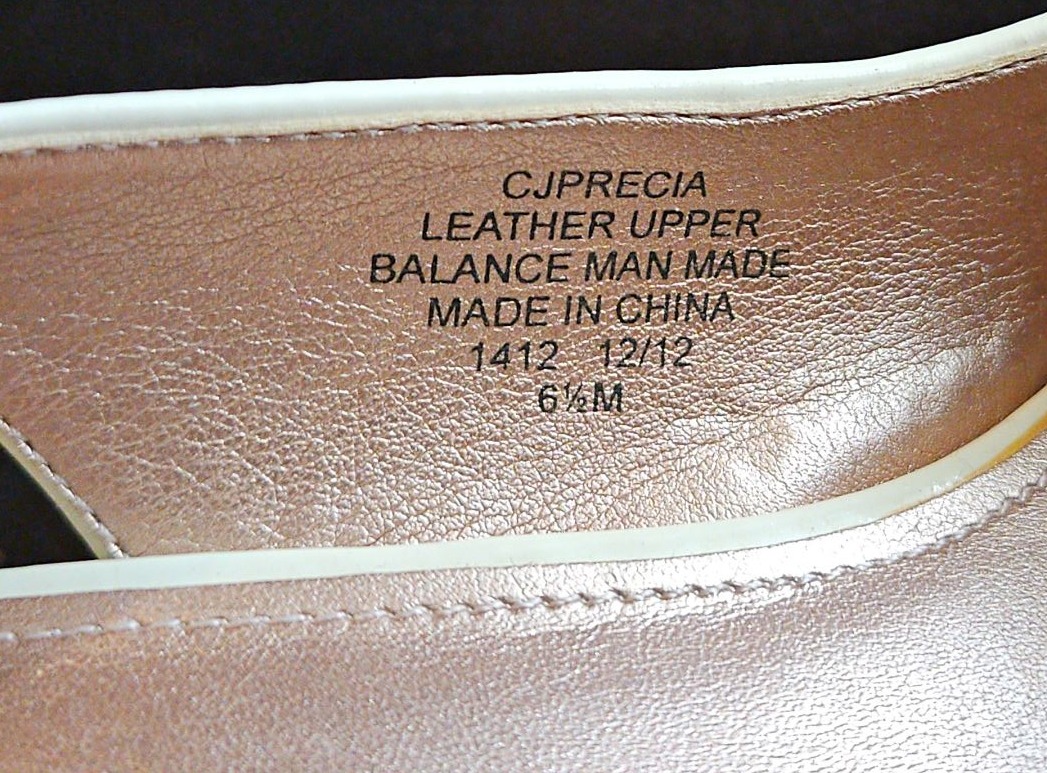 CJPRECIA
LEATHER UPPER
BALANCE MAN MADE
MADE IN CHINA
1412 12/12
6½M